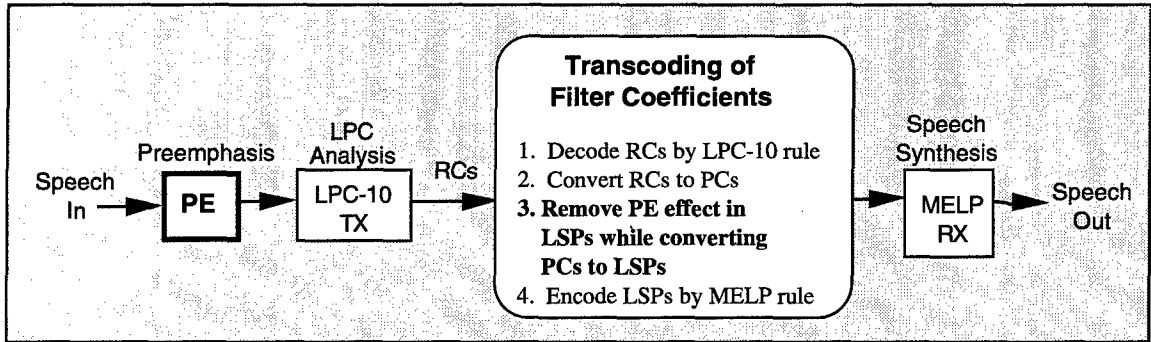 Speech
In
Preemphasis
PE
LPC
Analysis
LPC-10
TX
RCs
Transcoding of
Filter Coefficients
1. Decode RCs by LPC-10 rule
2. Convert RCs to PCs
3. Remove PE effect in
LSPs while converting
PCs to LSPs
4. Encode LSPs by MELP rule
Speech
Synthesis
MELP
RX
Speech
Out